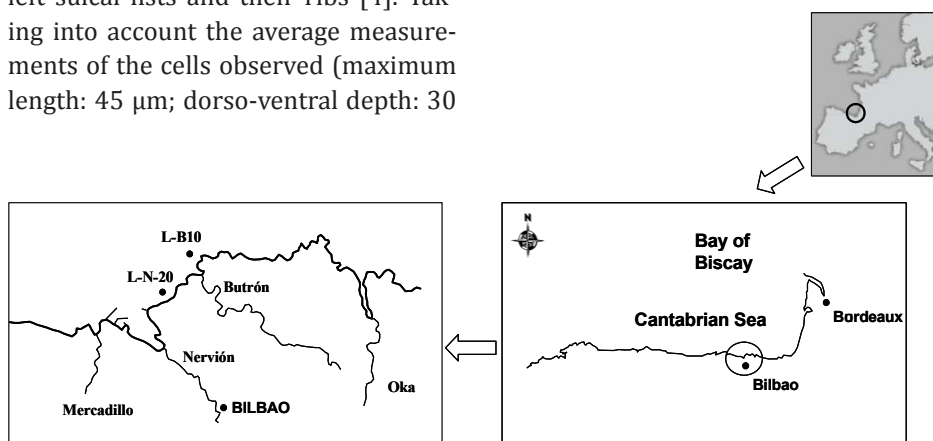 left sulcal lists and then ribs [4]. Tak-
ing into account the average measure-
ments of the cells observed (maximum
length: 45 μm; dorso-ventral depth: 30
L-B10
L-N-20
Butrón
Nervión
Oka
Mercadillo
BILBAO
N
Bay of
Biscay
Cantabrian Sea
Bordeaux
Bilbao